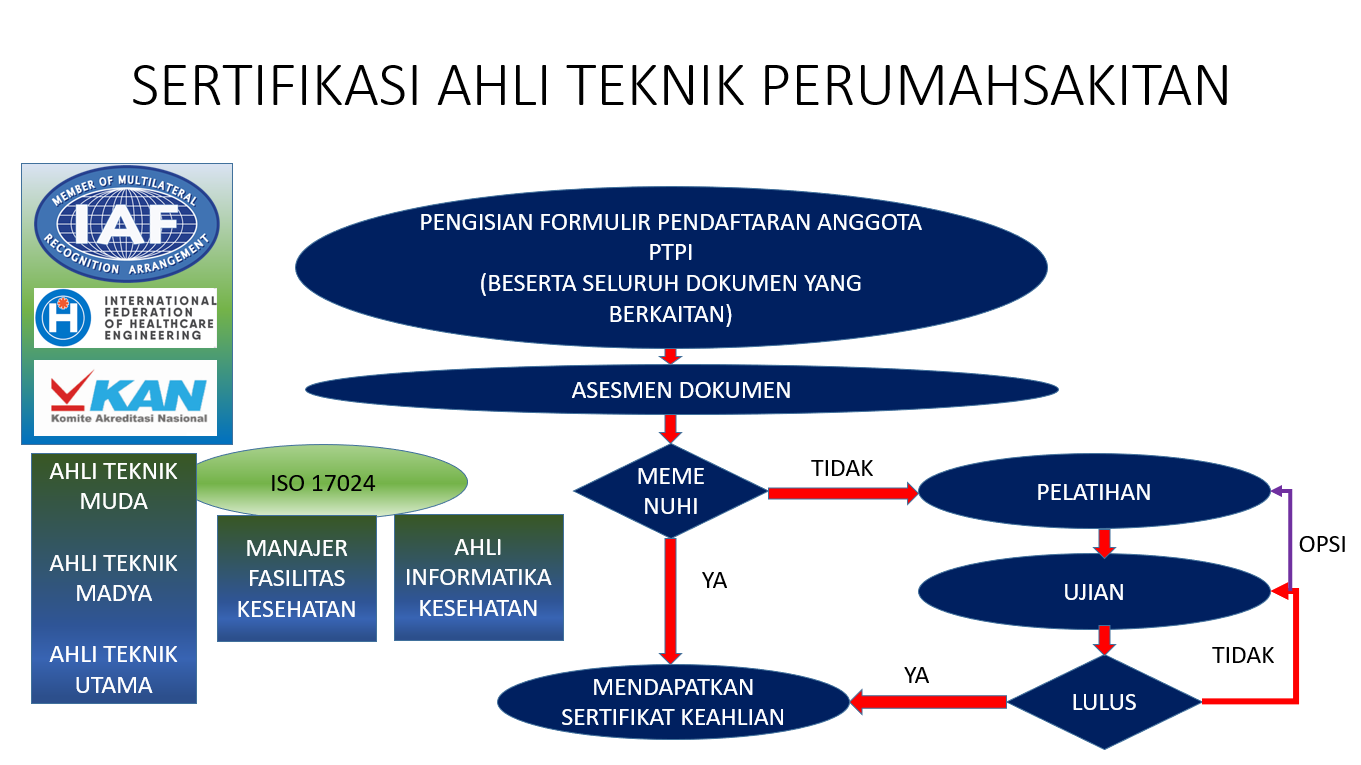 SERTIFIKASI AHLI TEKNIK PERUMAHSAKITAN
MEMBER OF MULTILATERAL
IAF
RECOGNITION ARRANGEMENT
H
INTERNATIONAL
FEDERATION
OF HEALTHCARE
ENGINEERING
KAN
Komite Akreditasi Nasional
AHLI TEKNIK
MUDA
AHLI TEKNIK
MADYA
AHLI TEKNIK
UTAMA
ISO 17024
MANAJER
FASILITAS
KESEHATAN
AHLI
INFORMATIKA
KESEHATAN
PENGISIAN FORMULIR PENDAFTARAN ANGGOTA
PTPI
(BESERTA SELURUH DOKUMEN YANG
BERKAITAN)
ASESMEN DOKUMEN
MEME
NUHI
TIDAK
PELATIHAN
OPSI
YA
UJIAN
TIDAK
LULUS
YA
MENDAPATKAN
SERTIFIKAT KEAHLIAN